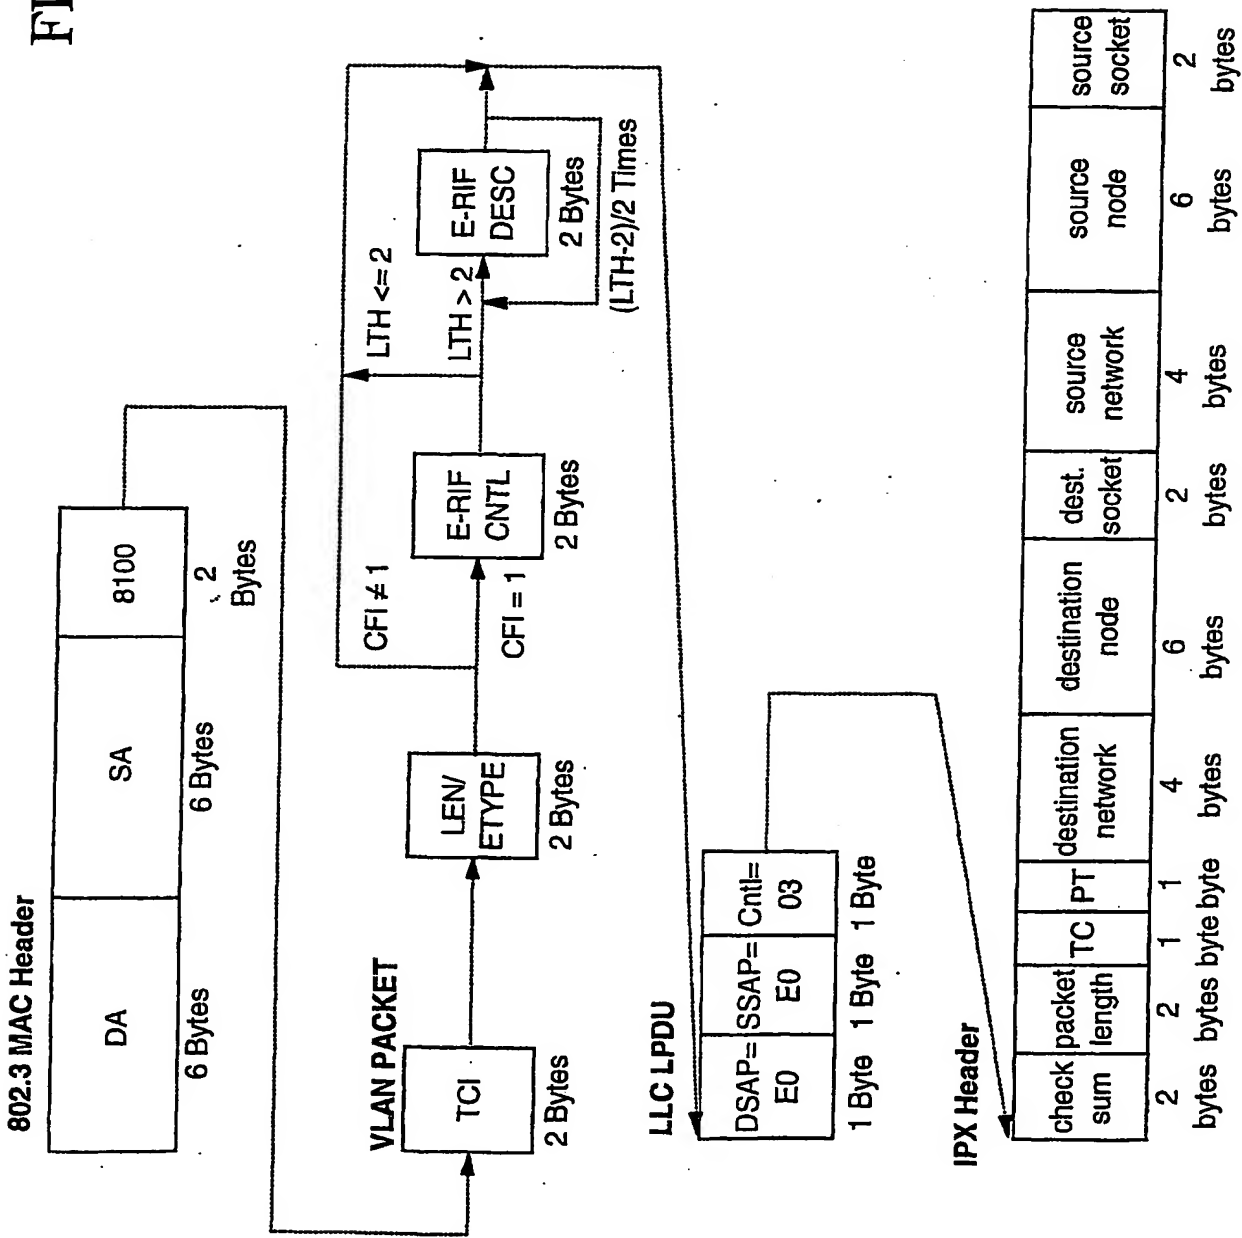 FI
802.3 MAC Header
DA
SA
8100
6 Bytes
6 Bytes
2
Bytes
VLAN PACKET
TCI
2 Bytes
LEN/
ETYPE
2 Bytes
CFI ≠ 1
CFI = 1
E-RIF
CNTL
2 Bytes
LTH <= 2
LTH > 2
E-RIF
DESC
2 Bytes
(LTH-2)/2 Times
LLC LPDU
DSAP=
E0
SSAP=
E0
Cntl=
03
1 Byte 1 Byte 1 Byte
IPX Header
check
sum
packet
length
TC
PT
destination
network
destination
node
dest.
socket
source
network
source
node
source
socket
2
bytes
2
bytes
1
byte
1
byte
4
bytes
6
bytes
2
bytes
4
bytes
6
bytes
2
bytes